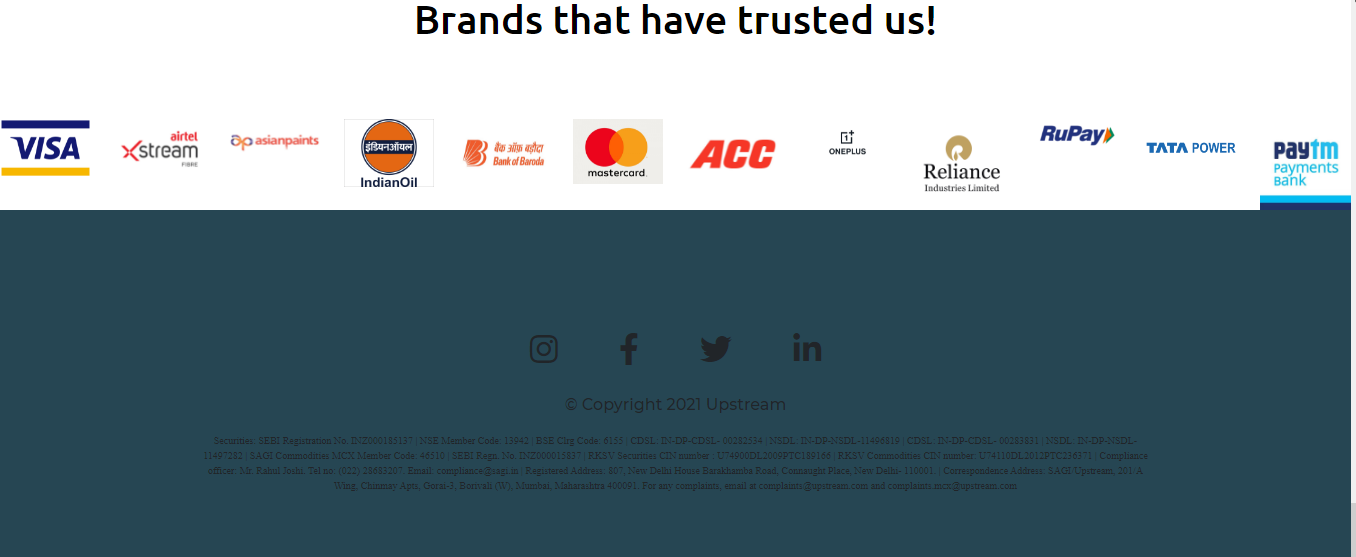 Brands that have trusted us!
VISA
airtel
Xstream
FIBRE
ap asianpaints
इंडियनऑयल
IndianOil
बैंक ऑफ़ बड़ौदा
Bank of Baroda
mastercard.
ACC
1+
ONEPLUS
Reliance
Industries Limited
RuPay
TATA POWER
paytm
payments
Bank
© Copyright 2021 Upstream
Securities: SEBI Registration No. INZ000185137 | NSE Member Code: 13942 | BSE Clrg Code: 6155 | CDSL: IN-DP-CDSL- 00282534 | NSDL: IN-DP-NSDL-11496819 | CDSL: IN-DP-CDSL- 00283831 | NSDL: IN-DP-NSDL-
11497282 | SAGI Commodities MCX Member Code: 46510 | SEBI Regn. No. INZ000015837 | RKSV Securities CIN number : U74900DL2009PTC189166 | RKSV Commodities CIN number: U74110DL2012PTC236371 | Compliance
officer: Mr. Rahul Joshi. Tel no: (022) 28683207. Email: compliance@sagi.in | Registered Address: 807, New Delhi House Barakhamba Road, Connaught Place, New Delhi- 110001. | Correspondence Address: SAGI Upstream, 201/A
Wing, Chinmay Apts, Gorai-3, Borivali (W), Mumbai, Maharasktra 400091. For any complaints, email at complaints@upstream.com and complaints.mcx@upstream.com